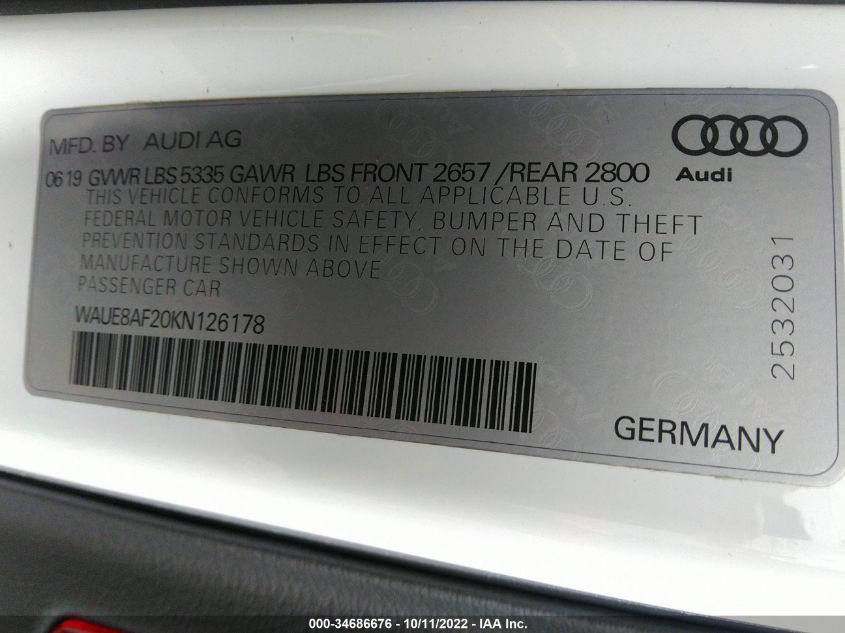 MFD. BY AUDI AG
Audi
0619 GVWR LBS 5335 GAWR LBS FRONT 2657 /REAR 2800
THIS VEHICLE CONFORMS TO ALL APPLICABLE U.S.
FEDERAL MOTOR VEHICLE SAFETY, BUMPER AND THEFT
PREVENTION STANDARDS IN EFFECT ON THE DATE OF
MANUFACTURE SHOWN ABOVE
PASSENGER CAR
WAUE8AF20KN126178
2532031
GERMANY
000-34686676 - 10/11/2022 - IAA Inc.